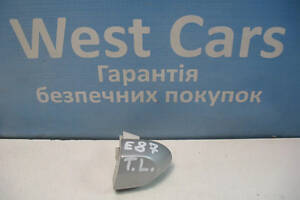 West Cars
Гарантія
безпечних покупок
E87
T.L.